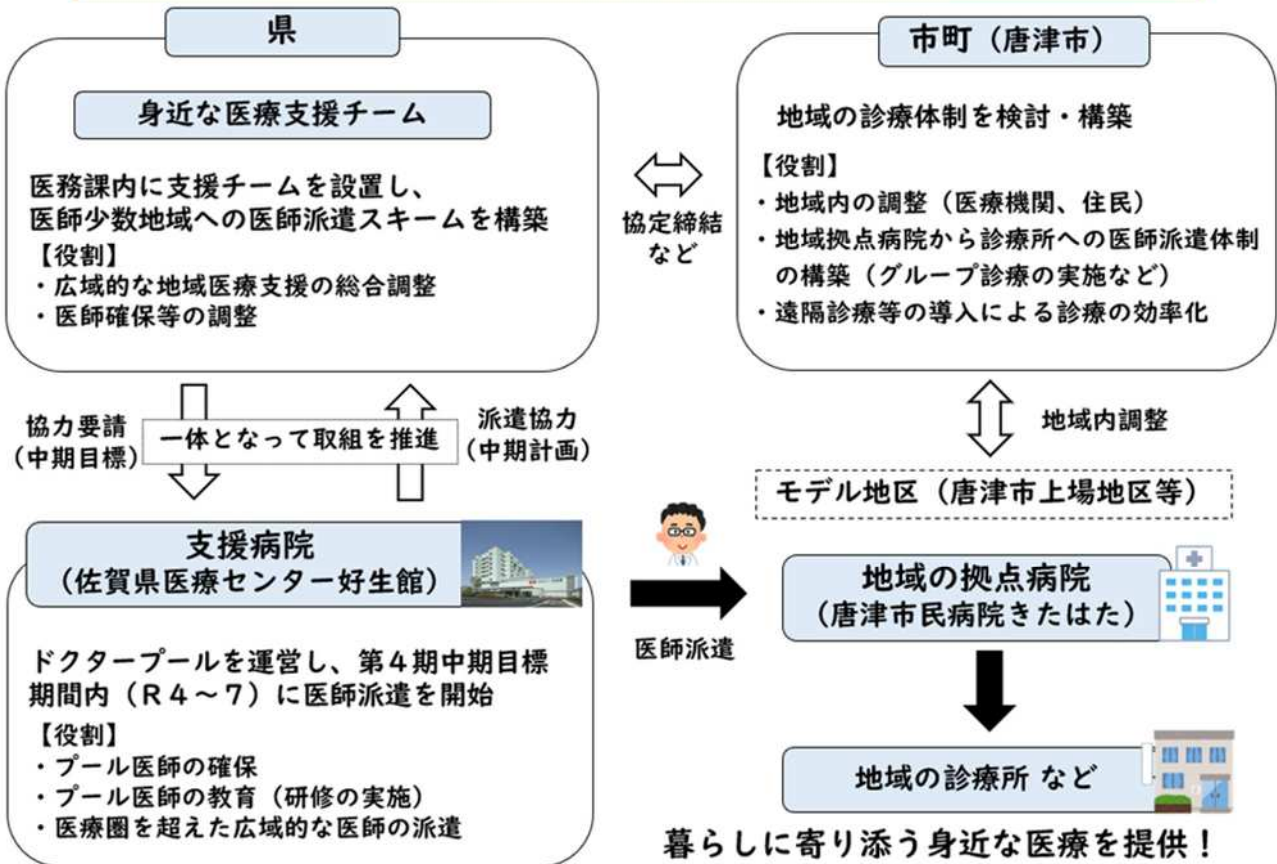 県
身近な医療支援チーム
医務課内に支援チームを設置し、
医師少数地域への医師派遣スキームを構築
【役割】
・広域的な地域医療支援の総合調整
・医師確保等の調整
協定締結
など
市町（唐津市）
地域の診療体制を検討・構築
【役割】
・地域内の調整（医療機関、住民）
・地域拠点病院から診療所への医師派遣体制
の構築（グループ診療の実施など）
・遠隔診療等の導入による診療の効率化
協力要請
（中期目標）
一体となって取組を推進
派遣協力
（中期計画）
地域内調整
モデル地区（唐津市上場地区等）
支援病院
（佐賀県医療センター好生館）
ドクタープールを運営し、第４期中期目標
期間内（Ｒ４～７）に医師派遣を開始
【役割】
・プール医師の確保
・プール医師の教育（研修の実施）
・医療圏を超えた広域的な医師の派遣
医師派遣
地域の拠点病院
（唐津市民病院きたはた）
地域の診療所 など
暮らしに寄り添う身近な医療を提供！